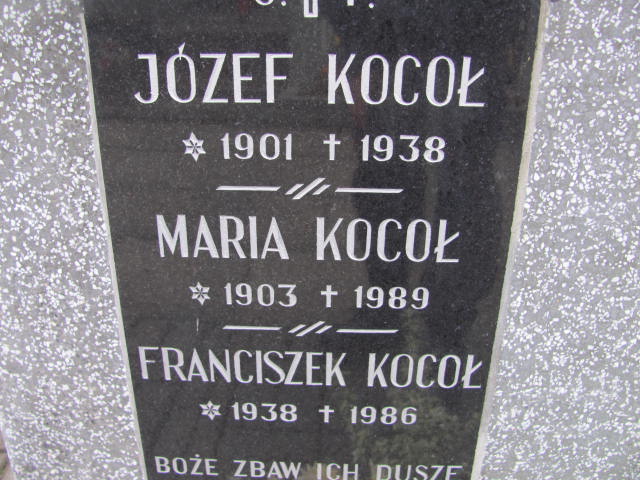 JÓZEF KOCOŁ
1901 † 1938
MARIA KOCOŁ
1903 † 1989
FRANCISZEK KOCOŁ
1938 † 1986
BOŻE ZBAW ICH DUSZE